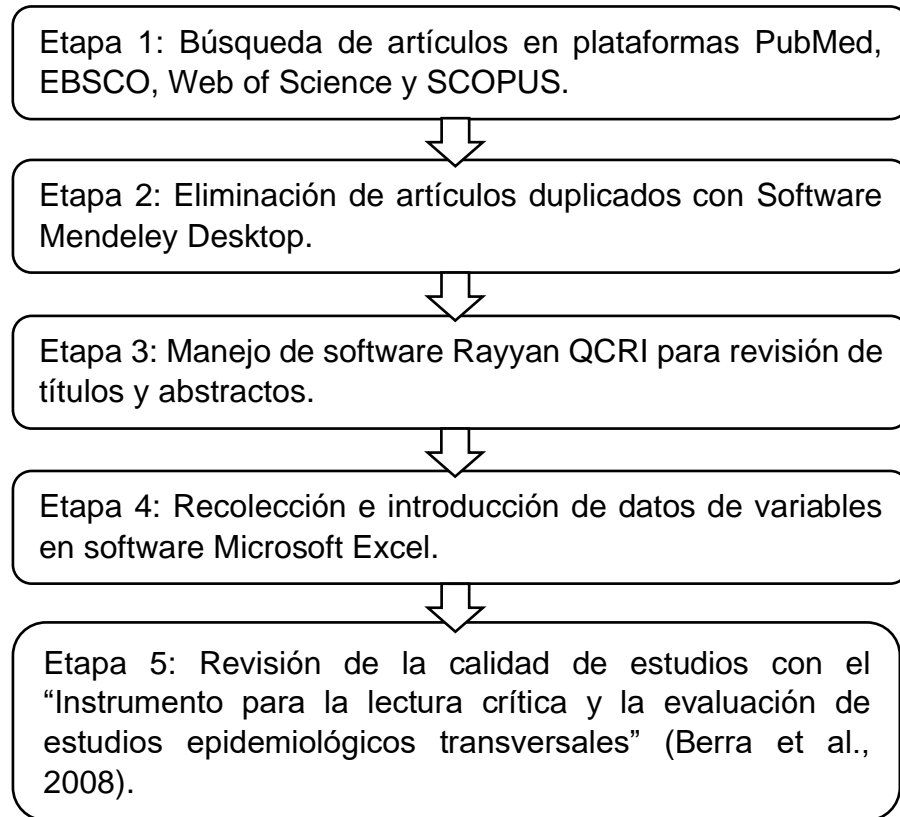 Etapa 1: Búsqueda de artículos en plataformas PubMed,
EBSCO, Web of Science y SCOPUS.
Etapa 2: Eliminación de artículos duplicados con Software
Mendeley Desktop.
Etapa 3: Manejo de software Rayyan QCRI para revisión de
títulos y abstractos.
Etapa 4: Recolección e introducción de datos de variables
en software Microsoft Excel.
Etapa 5: Revisión de la calidad de estudios con el
“Instrumento para la lectura crítica y la evaluación de
estudios epidemiológicos transversales” (Berra et al.,
2008).